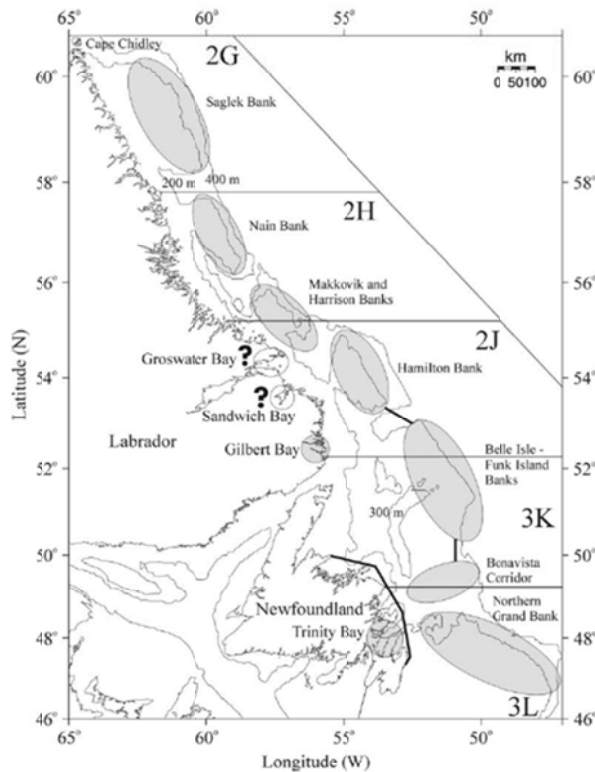 65° 60° 55° 50°
Cape Chidley
2G
km
0 50100
60°
60°
Saglek Bank
200 m 400 m
58°
58°
2H
Nain Bank
56°
56°
Makkovik and
Harrison Banks
2J
?
Groswater Bay
Hamilton Bank
54°
54°
?
Sandwich Bay
Labrador
Gilbert Bay
Belle Isle -
Funk Island
Banks
52°
52°
300 m
3K
50°
50°
Bonavista
Corridor
Newfoundland
Northern
Grand Bank
Trinity Bay
48°
48°
3L
46°
46°
65° 60° 55° 50°
Latitude (N)
Longitude (W)